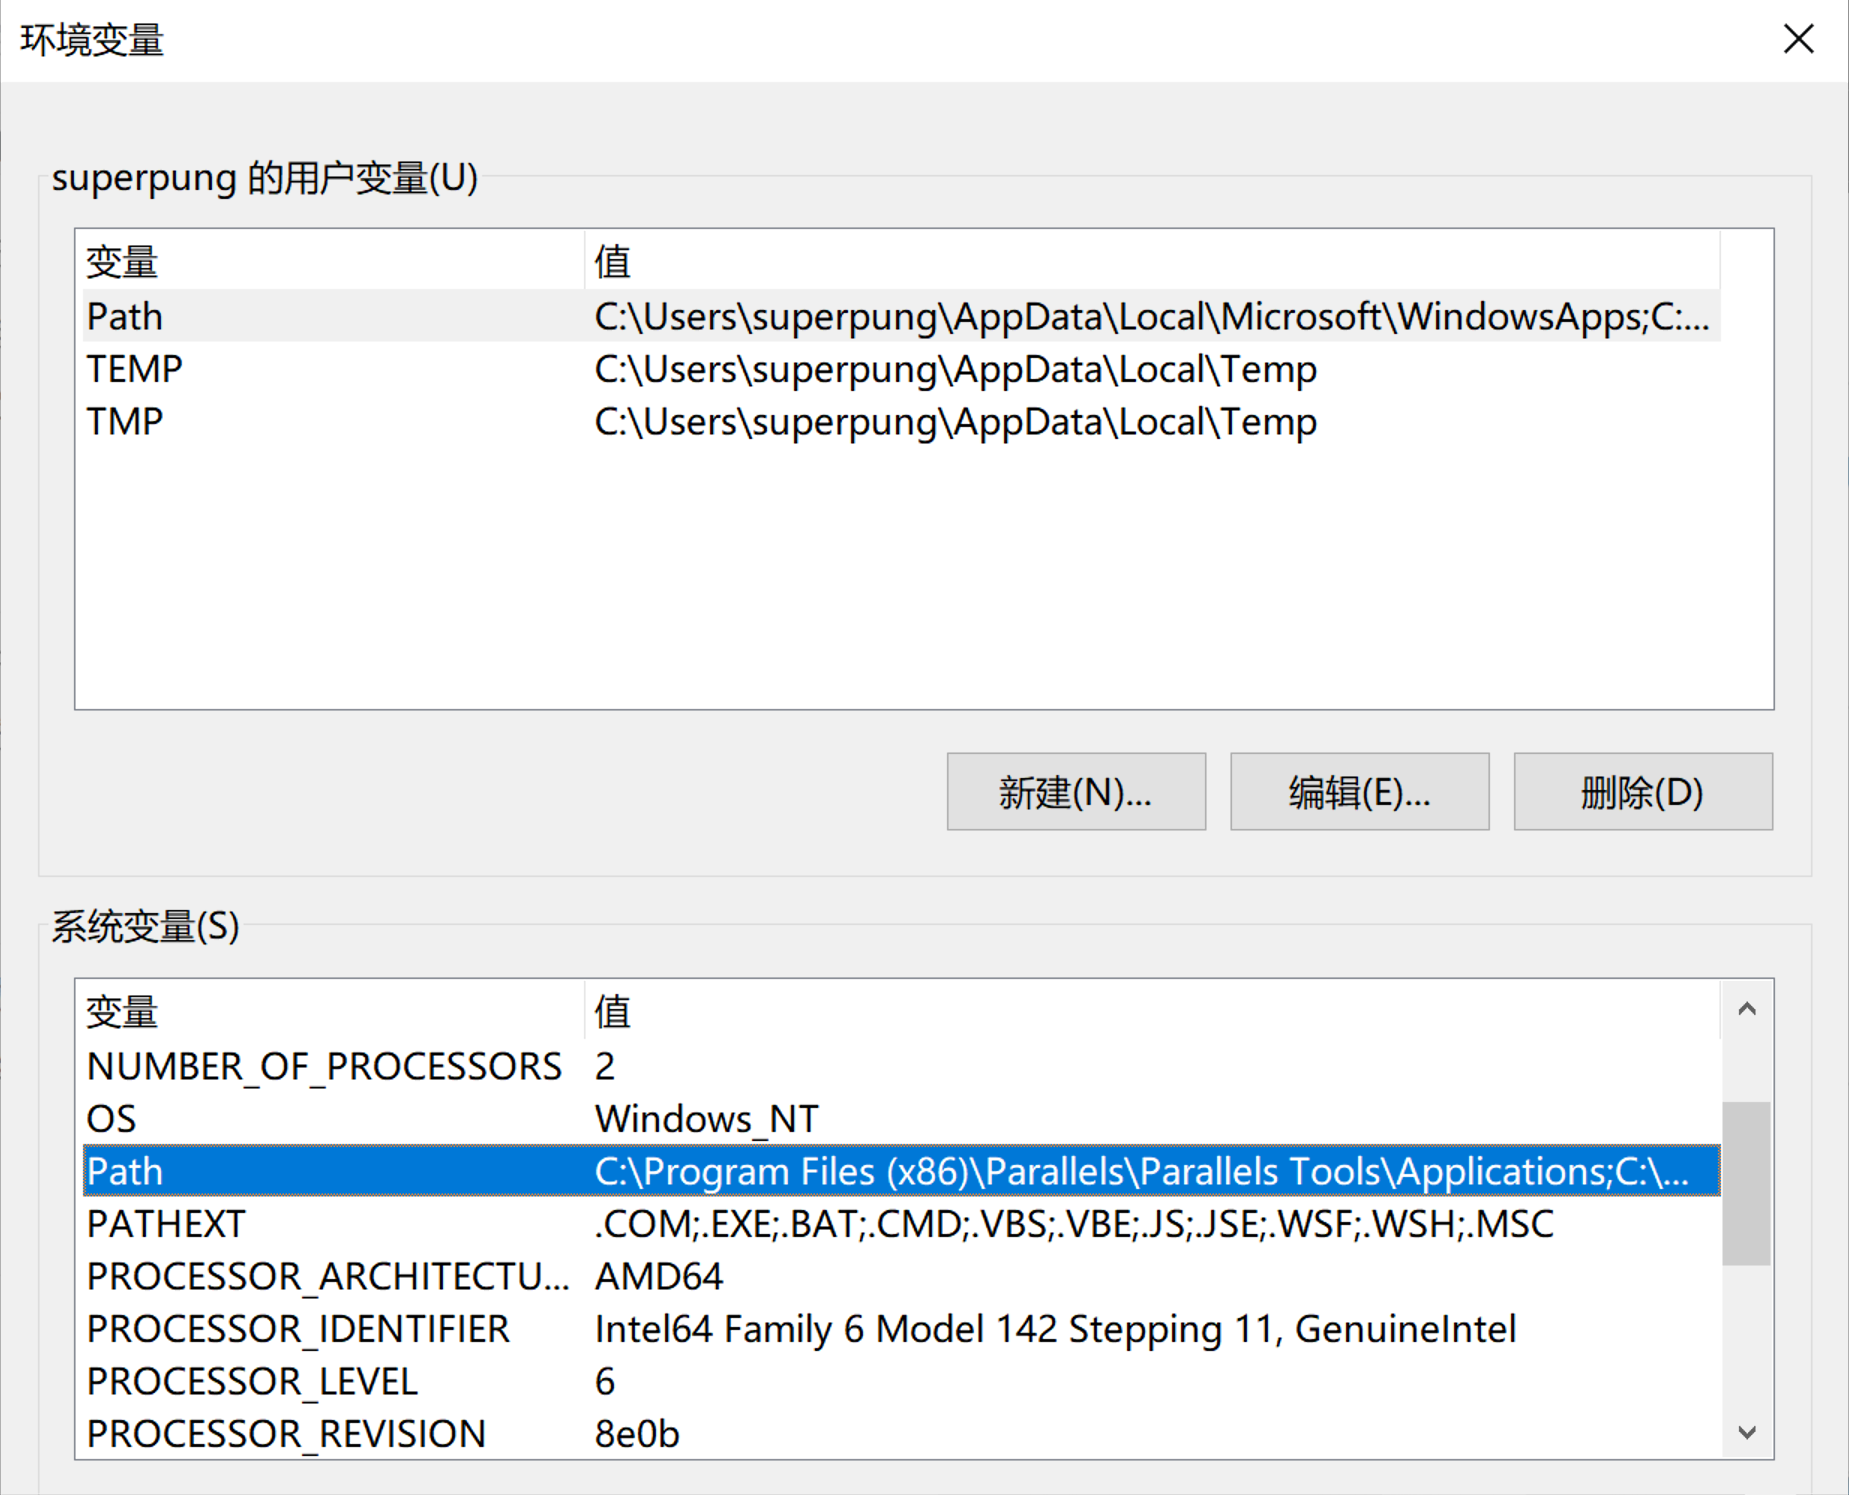 环境变量
superpung 的用户变量(U)
变量 值
Path C:\Users\superpung\AppData\Local\Microsoft\WindowsApps;C:...
TEMP C:\Users\superpung\AppData\Local\Temp
TMP C:\Users\superpung\AppData\Local\Temp
新建(N)... 编辑(E)... 删除(D)
系统变量(S)
变量 值
NUMBER_OF_PROCESSORS 2
OS Windows_NT
Path C:\Program Files (x86)\Parallels\Parallels Tools\Applications;C:\...
PATHEXT .COM;.EXE;.BAT;.CMD;.VBS;.VBE;.JS;.JSE;.WSF;.WSH;.MSC
PROCESSOR_ARCHITECTU... AMD64
PROCESSOR_IDENTIFIER Intel64 Family 6 Model 142 Stepping 11, GenuineIntel
PROCESSOR_LEVEL 6
PROCESSOR_REVISION 8e0b